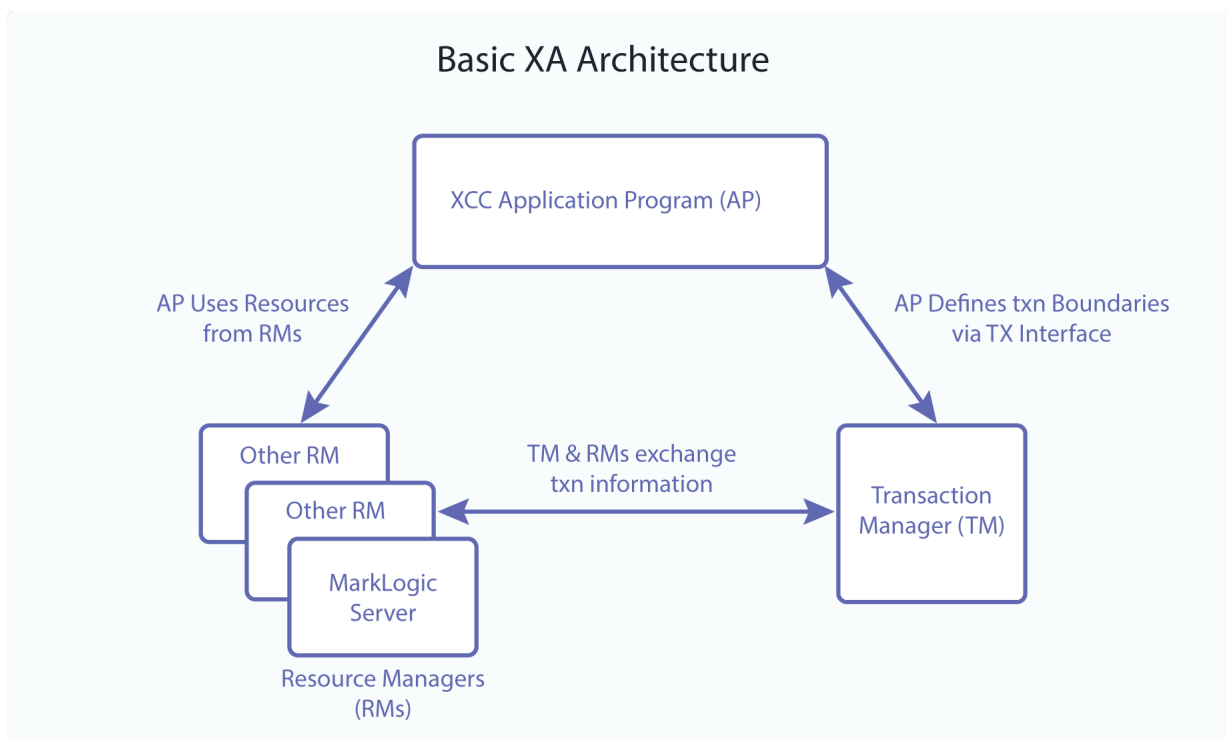 Basic XA Architecture
XCC Application Program (AP)
AP Uses Resources
from RMs
AP Defines txn Boundaries
via TX Interface
Other RM
Other RM
MarkLogic
Server
TM & RMs exchange
txn information
Transaction
Manager (TM)
Resource Managers
(RMs)